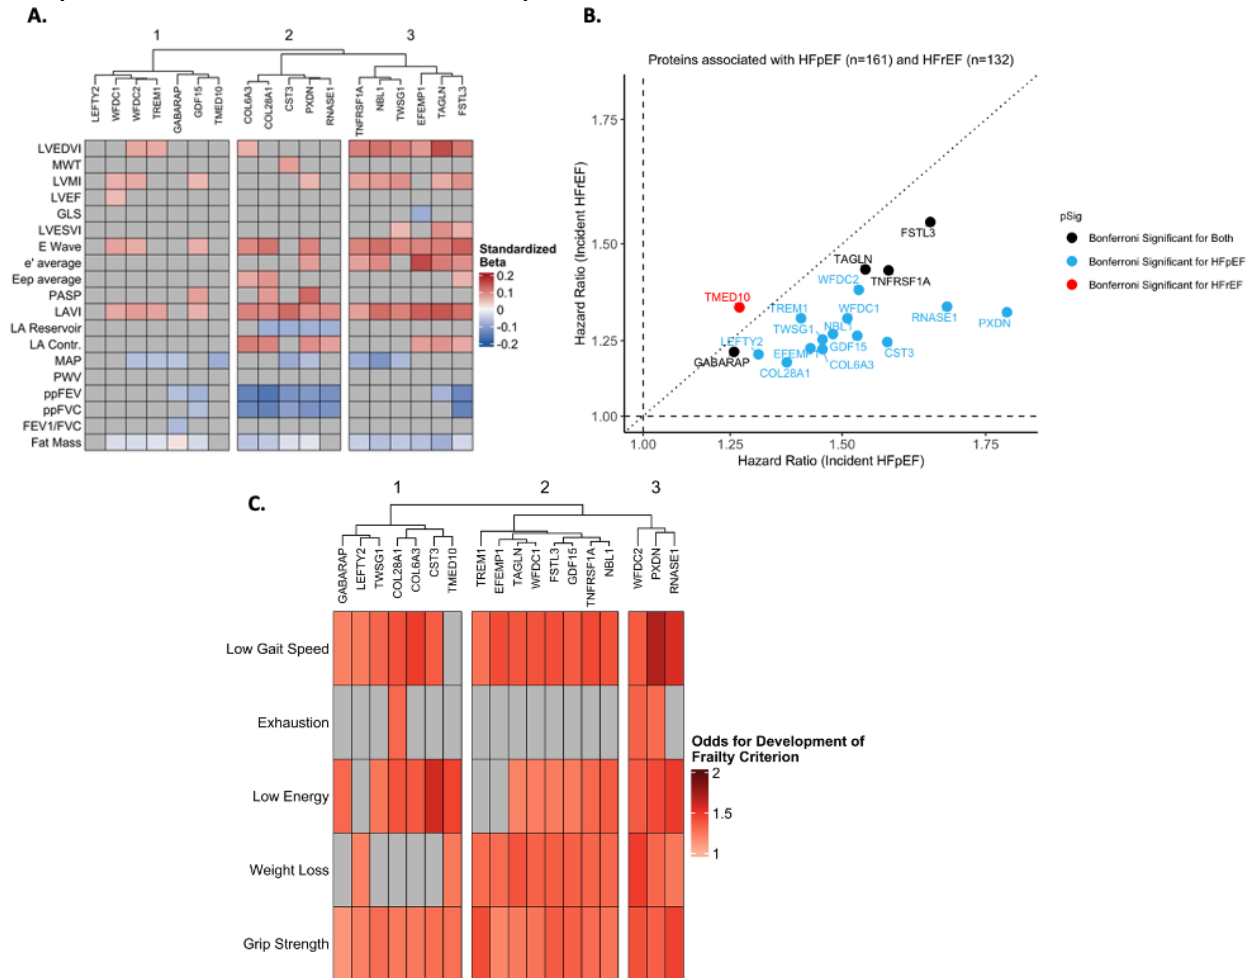 A.
1 2 3
LEFTY2 WFDC1 WFDC2 TREM1 GABARAP GDF15 TMED10 COL6A3 COL28A1 CST3 PXDN RNASE1 TNFRSF1A NBL1 TWSG1 EFEMP1 TAGLN FSTL3
LVEDVI
MWT
LVMI
LVEF
GLS
LVESVI
E Wave
e' average
Eep average
PASP
LAVI
LA Reservoir
LA Contr.
MAP
PWV
ppFEV
ppFVC
FEV1/FVC
Fat Mass
Standardized
Beta
0.2
0.1
0
-0.1
-0.2
B.
Proteins associated with HFpEF (n=161) and HFrEF (n=132)
Hazard Ratio (Incident HFrEF)
1.75
1.50
1.25
1.00
FSTL3
TAGLN
TNFRSF1A
WFDC2
TMED10
TREM1
WFDC1
RNASE1
PXDN
TWSG1
NBL1
LEFTY2
GDF15
CST3
EFEMP1
GABARAP
COL6A3
COL28A1
1.00 1.25 1.50 1.75
Hazard Ratio (Incident HFpEF)
pSig
Bonferroni Significant for Both
Bonferroni Significant for HFpEF
Bonferroni Significant for HFrEF
C.
1 2 3
GABARAP LEFTY2 TWSG1 COL28A1 COL6A3 CST3 TMED10 TREM1 EFEMP1 TAGLN WFDC1 FSTL3 GDF15 TNFRSF1A NBL1 WFDC2 PXDN RNASE1
Low Gait Speed
Exhaustion
Low Energy
Weight Loss
Grip Strength
Odds for Development of
Frailty Criterion
2
1.5
1